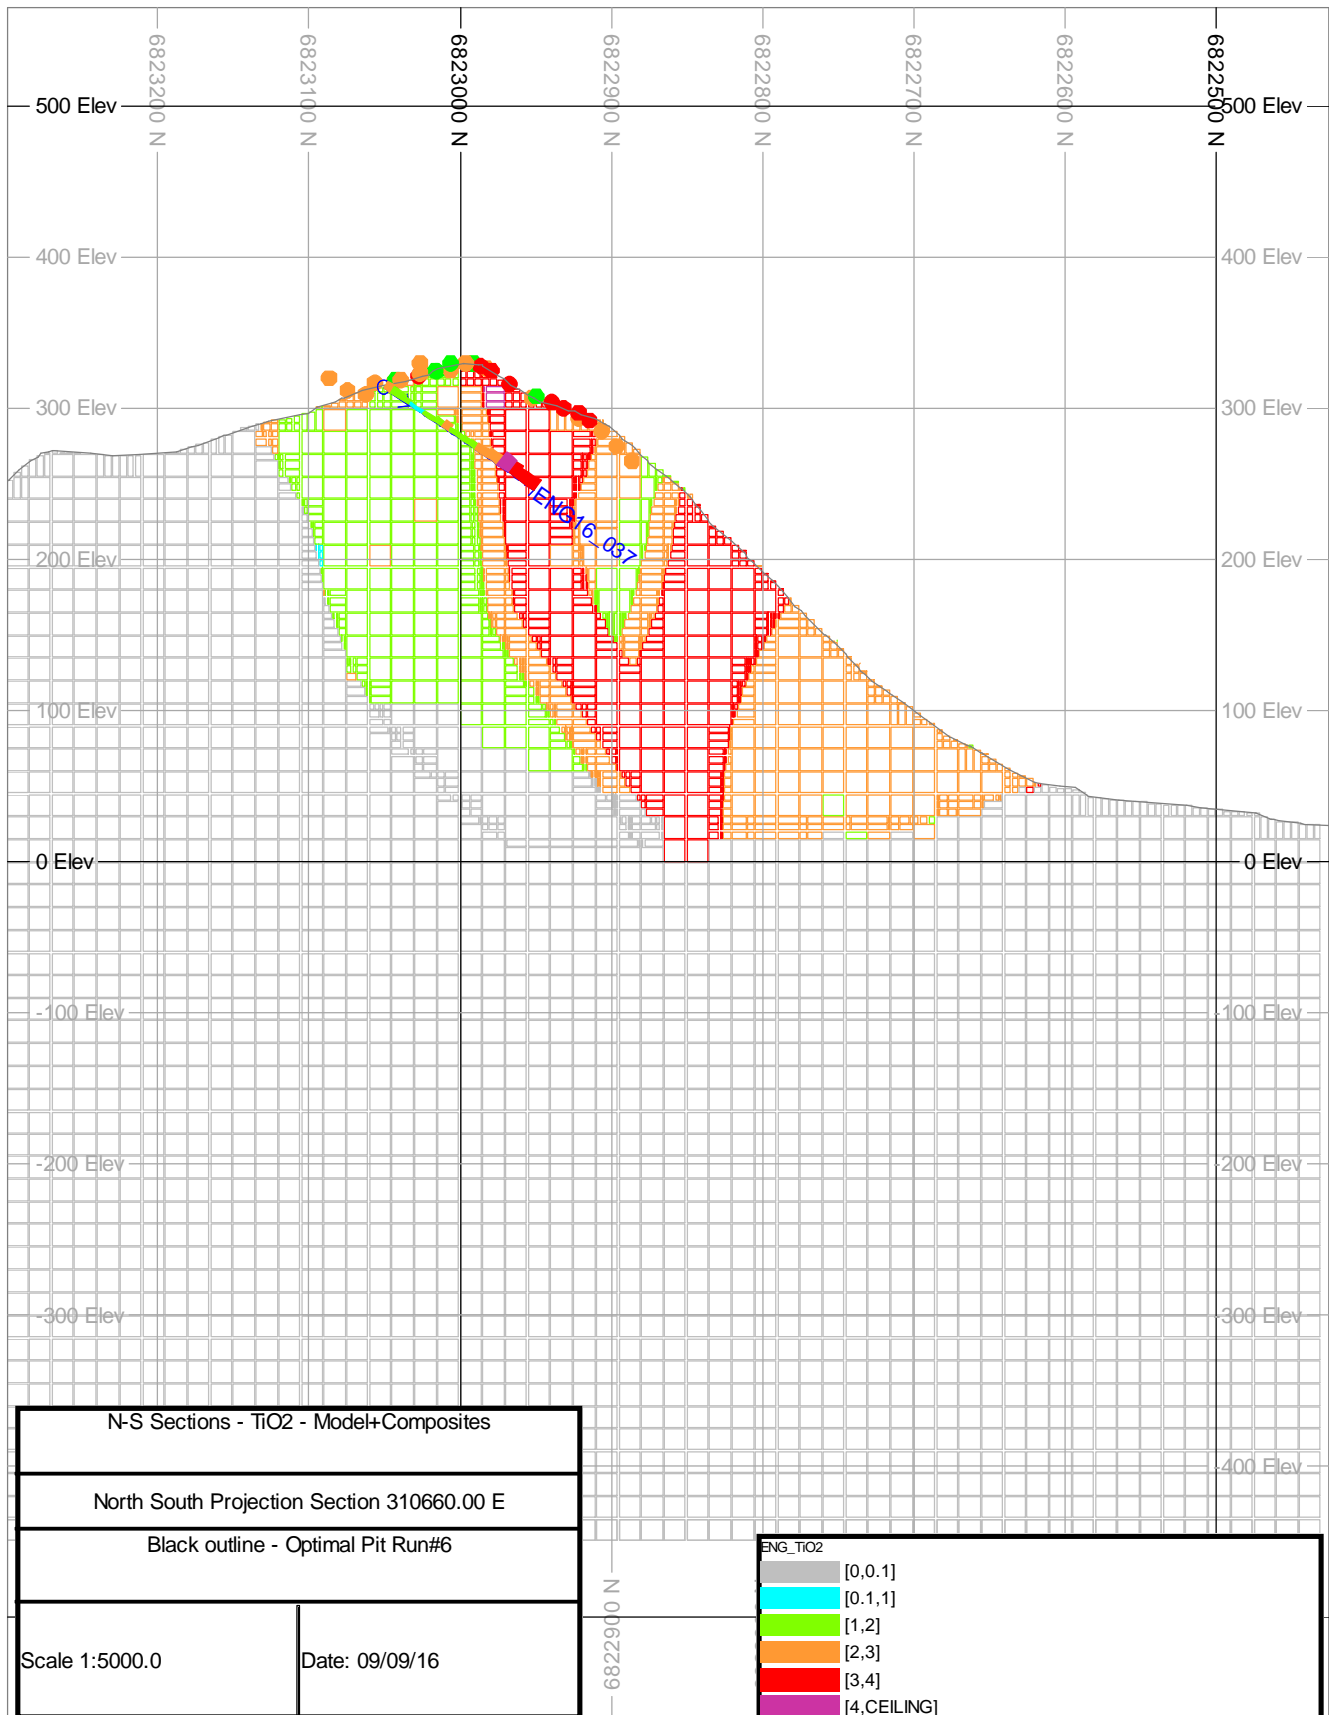 6823200 N
6823100 N
6823000 N
6822900 N
6822800 N
6822700 N
6822600 N
6822500 N
500 Elev
500 Elev
400 Elev
400 Elev
300 Elev
300 Elev
ENG16_037
200 Elev
200 Elev
100 Elev
100 Elev
0 Elev
0 Elev
-100 Elev
-100 Elev
-200 Elev
-200 Elev
-300 Elev
-300 Elev
-400 Elev
N-S Sections - TiO2 - Model+Composites
North South Projection Section 310660.00 E
Black outline - Optimal Pit Run#6
Scale 1:5000.0
Date: 09/09/16
6822900 N
ENG_TiO2
[0,0.1]
[0.1,1]
[1,2]
[2,3]
[3,4]
[4,CEILING]